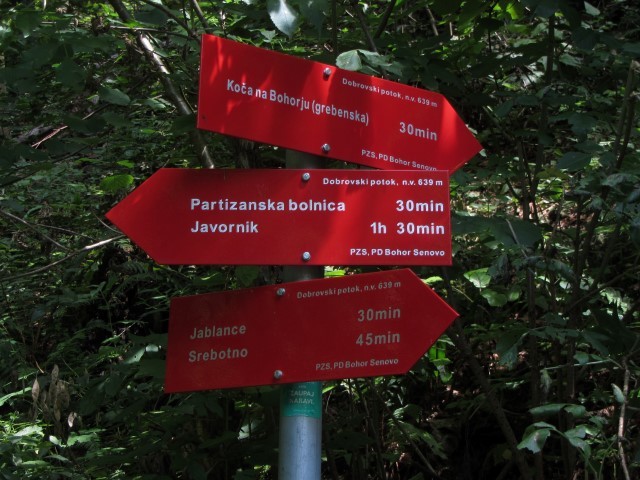 Dobrovski potok, n.v. 639 m
Koča na Bohorju (grebenska)
30min
PZS, PD Bohor Senovo
Dobrovski potok, n.v. 639 m
Partizanska bolnica 30min
Javornik 1h 30min
PZS, PD Bohor Senovo
Dobrovski potok, n.v. 639 m
Jablance 30min
Srebotno 45min
PZS, PD Bohor Senovo